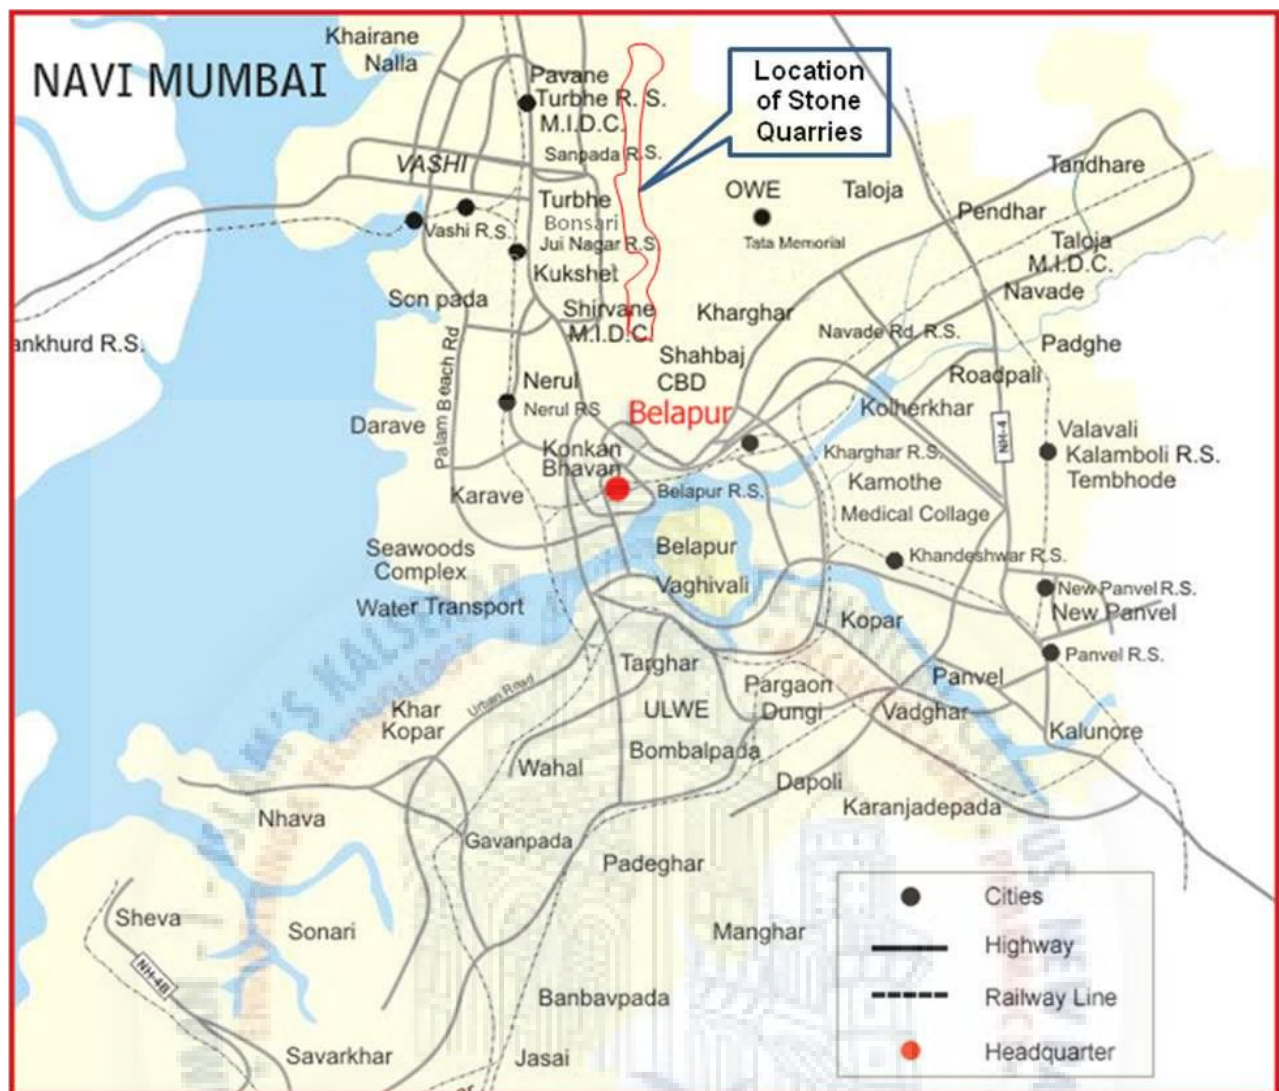 NAVI MUMBAI
Khairane
Nalla
Pavane
Turbhe R. S.
M.I.D.C.
Location
of Stone
Quarries
Sanpada R.S.
VASHI
Turbhe
Bonsari
Vashi R.S.
Jui Nagar R.S
Kukshet
OWE
Taloja
Tata Memorial
Tandhare
Pendhar
Taloja
M.I.D.C.
Navade
Son pada
Shirvane
M.I.D.C.
Kharghar
Navade Rd. R.S.
ankhurd R.S.
Palam Beach Rd
Shahbaj
CBD
Belapur
Padghe
Roadpali
Nerul
Nerul RS
Kolherkhar
NH-4
Darave
Konkan
Bhavan
Kharghar R.S.
Valavali
Kalamboli R.S.
Tembhode
Karave
Belapur R.S.
Kamothe
Medical Collage
Seawoods
Complex
Belapur
Vaghivali
Khandeshwar R.S.
Water Transport
New Panvel R.S.
New Panvel
Kopar
Targhar
Panvel R.S.
Urban Road
Pargaon
Dungi
Panvel
Khar
Kopar
ULWE
Vadghar
Kalunore
Bombalpada
Wahal
Dapoli
Karanjadepada
Nhava
Gavanpada
Padeghar
Sheva
Sonari
Manghar
NH-4B
Banbavpada
Savarkhar
Jasai
Cities
Highway
Railway Line
Headquarter